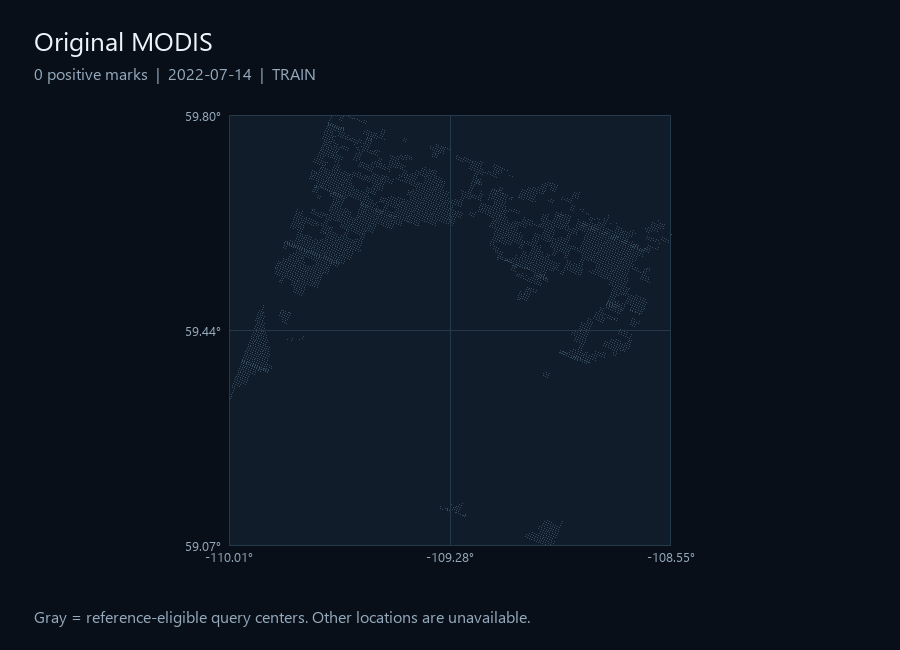 Original MODIS
0 positive marks | 2022-07-14 | TRAIN
59.80°
59.44°
59.07°
-110.01° -109.28° -108.55°
Gray = reference-eligible query centers. Other locations are unavailable.